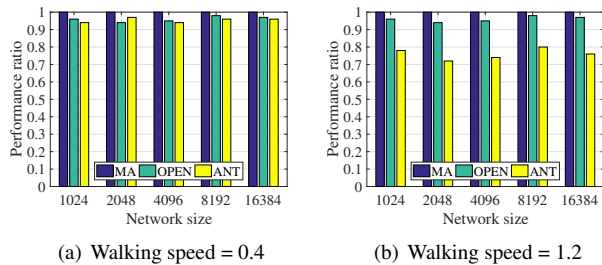 1
0.9
0.8
0.7
0.6
0.5
0.4
0.3
0.2
0.1
0
Performance ratio
MA OPEN ANT
1024 2048 4096 8192 16384
Network size
(a) Walking speed = 0.4
1
0.9
0.8
0.7
0.6
0.5
0.4
0.3
0.2
0.1
0
Performance ratio
MA OPEN ANT
1024 2048 4096 8192 16384
Network size
(b) Walking speed = 1.2